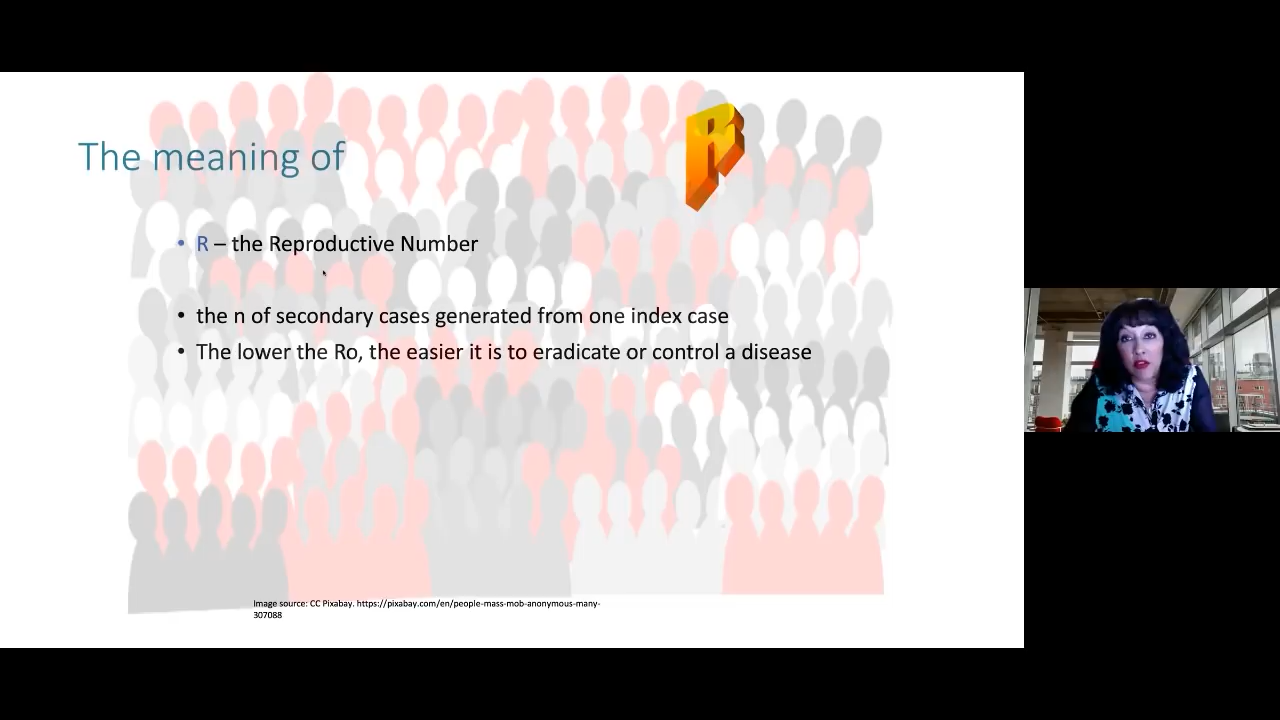 The meaning of R
• R – the Reproductive Number
• the n of secondary cases generated from one index case
• The lower the Ro, the easier it is to eradicate or control a disease
Image source: CC Pixabay. https://pixabay.com/en/people-mass-mob-anonymous-many-
307088